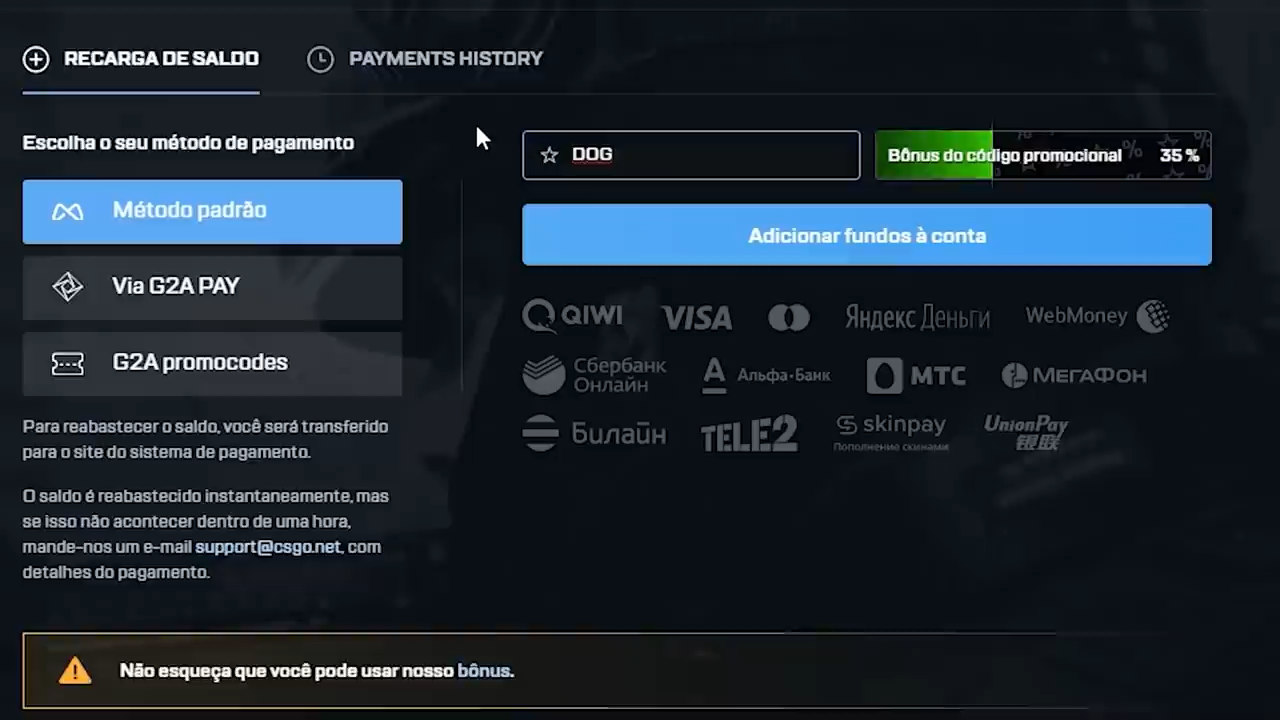 RECARGA DE SALDO
PAYMENTS HISTORY
Escolha o seu método de pagamento
DOG
Bônus do código promocional 35 %
Método padrão
Adicionar fundos à conta
Via G2A PAY
G2A promocodes
QIWI VISA Яндекс Деньги WebMoney
Сбербанк
Онлайн
Альфа·Банк МТС МЕГАФОН
Билайн TELE2 skinpay
Пополнение скинами
UnionPay
银联
Para reabastecer o saldo, você será transferido
para o site do sistema de pagamento.
O saldo é reabastecido instantaneamente, mas
se isso não acontecer dentro de uma hora,
mande-nos um e-mail support@csgo.net, com
detalhes do pagamento.
Não esqueça que você pode usar nosso bônus.